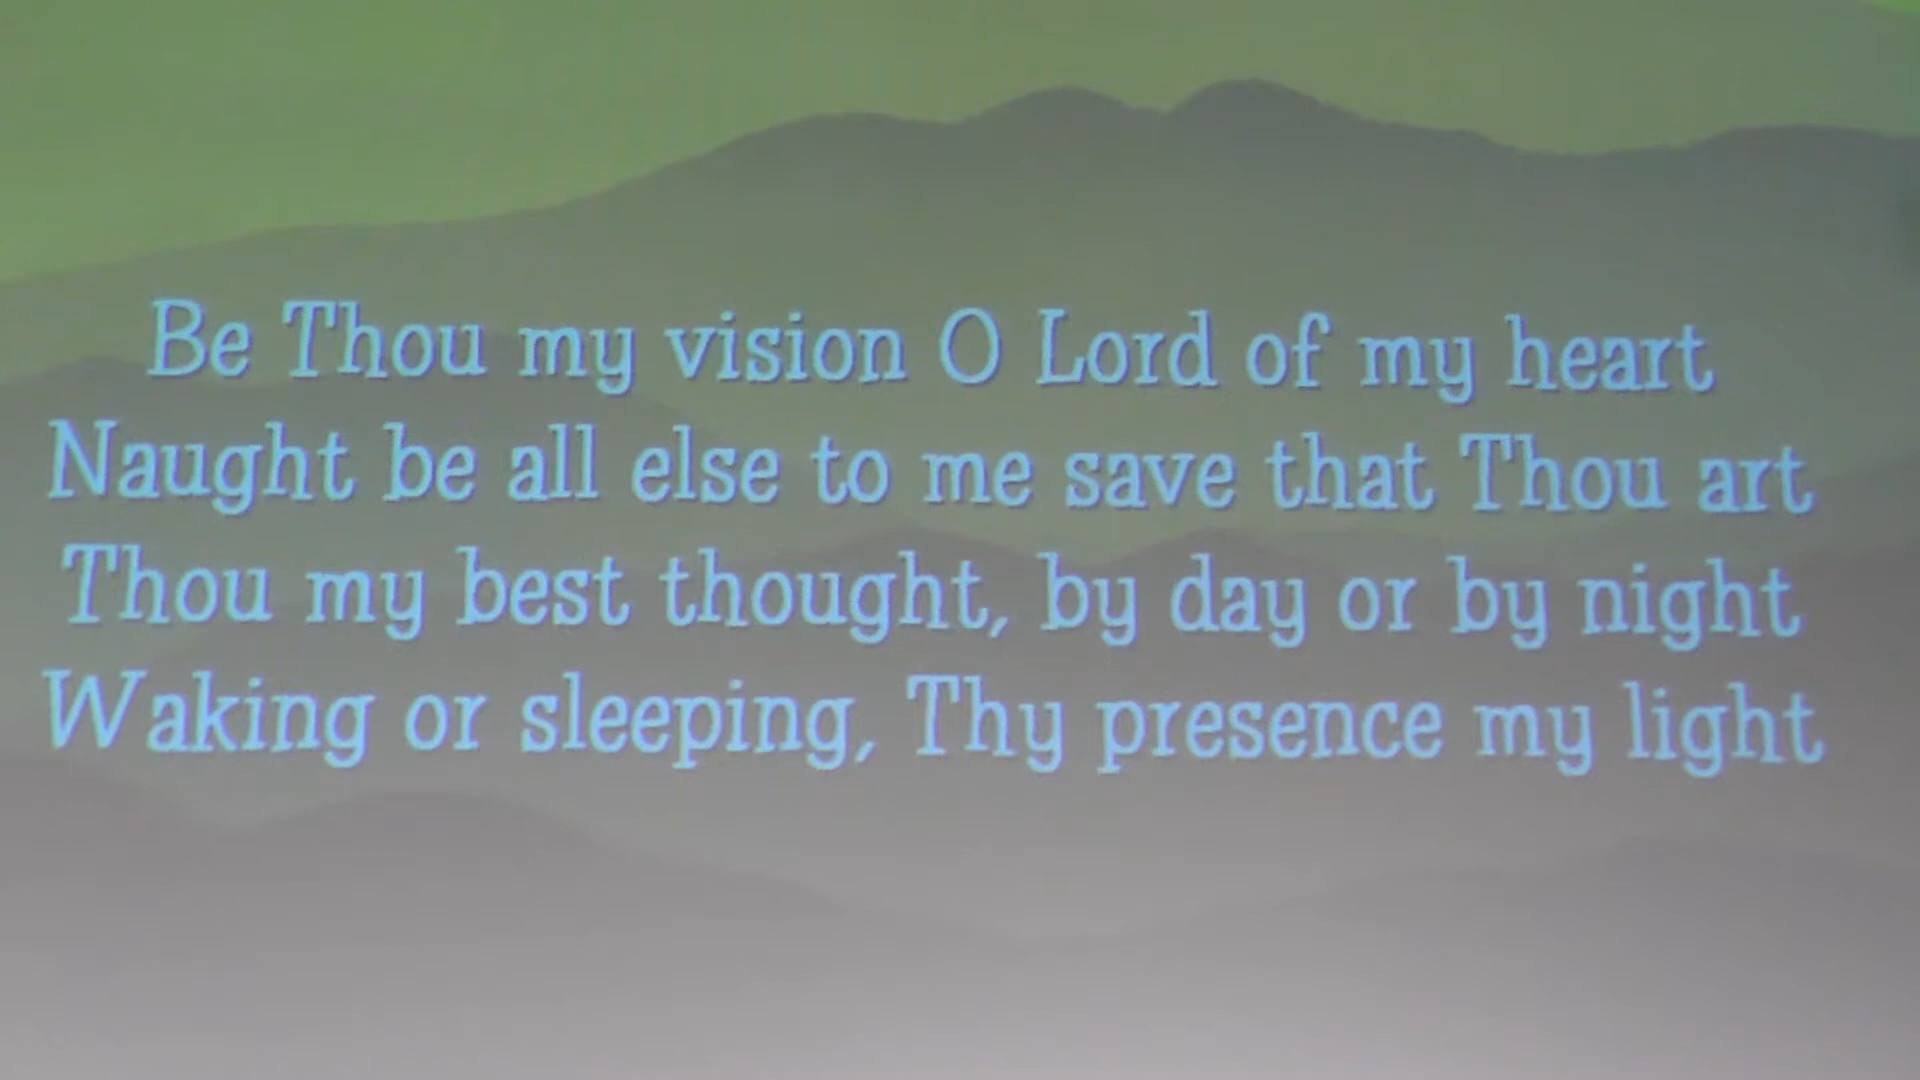 Be Thou my vision O Lord of my heart
Naught be all else to me save that Thou art
Thou my best thought, by day or by night
Waking or sleeping, Thy presence my light